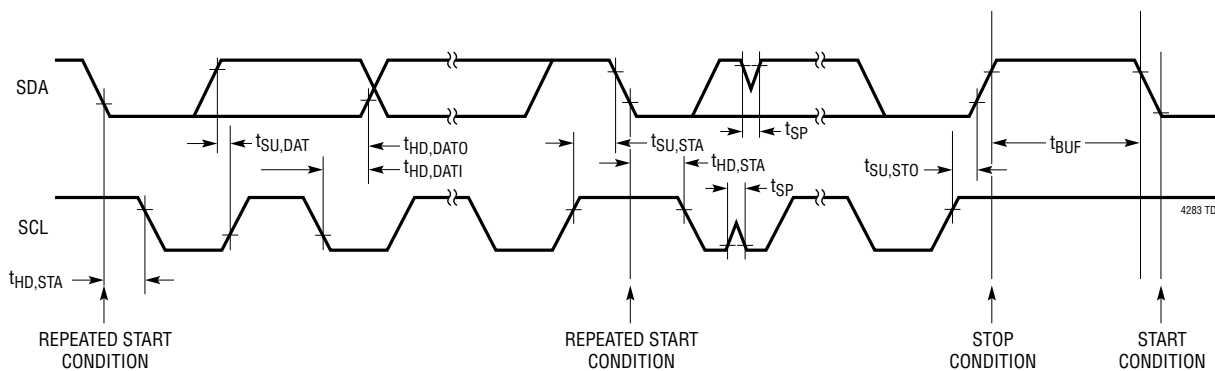 SDA
tSU,DAT
tHD,DATO
tHD,DATI
tSU,STA
tHD,STA
tSP
tSP
tSU,STO
tBUF
4283 TD
SCL
tHD,STA
REPEATED START
CONDITION
REPEATED START
CONDITION
STOP
CONDITION
START
CONDITION